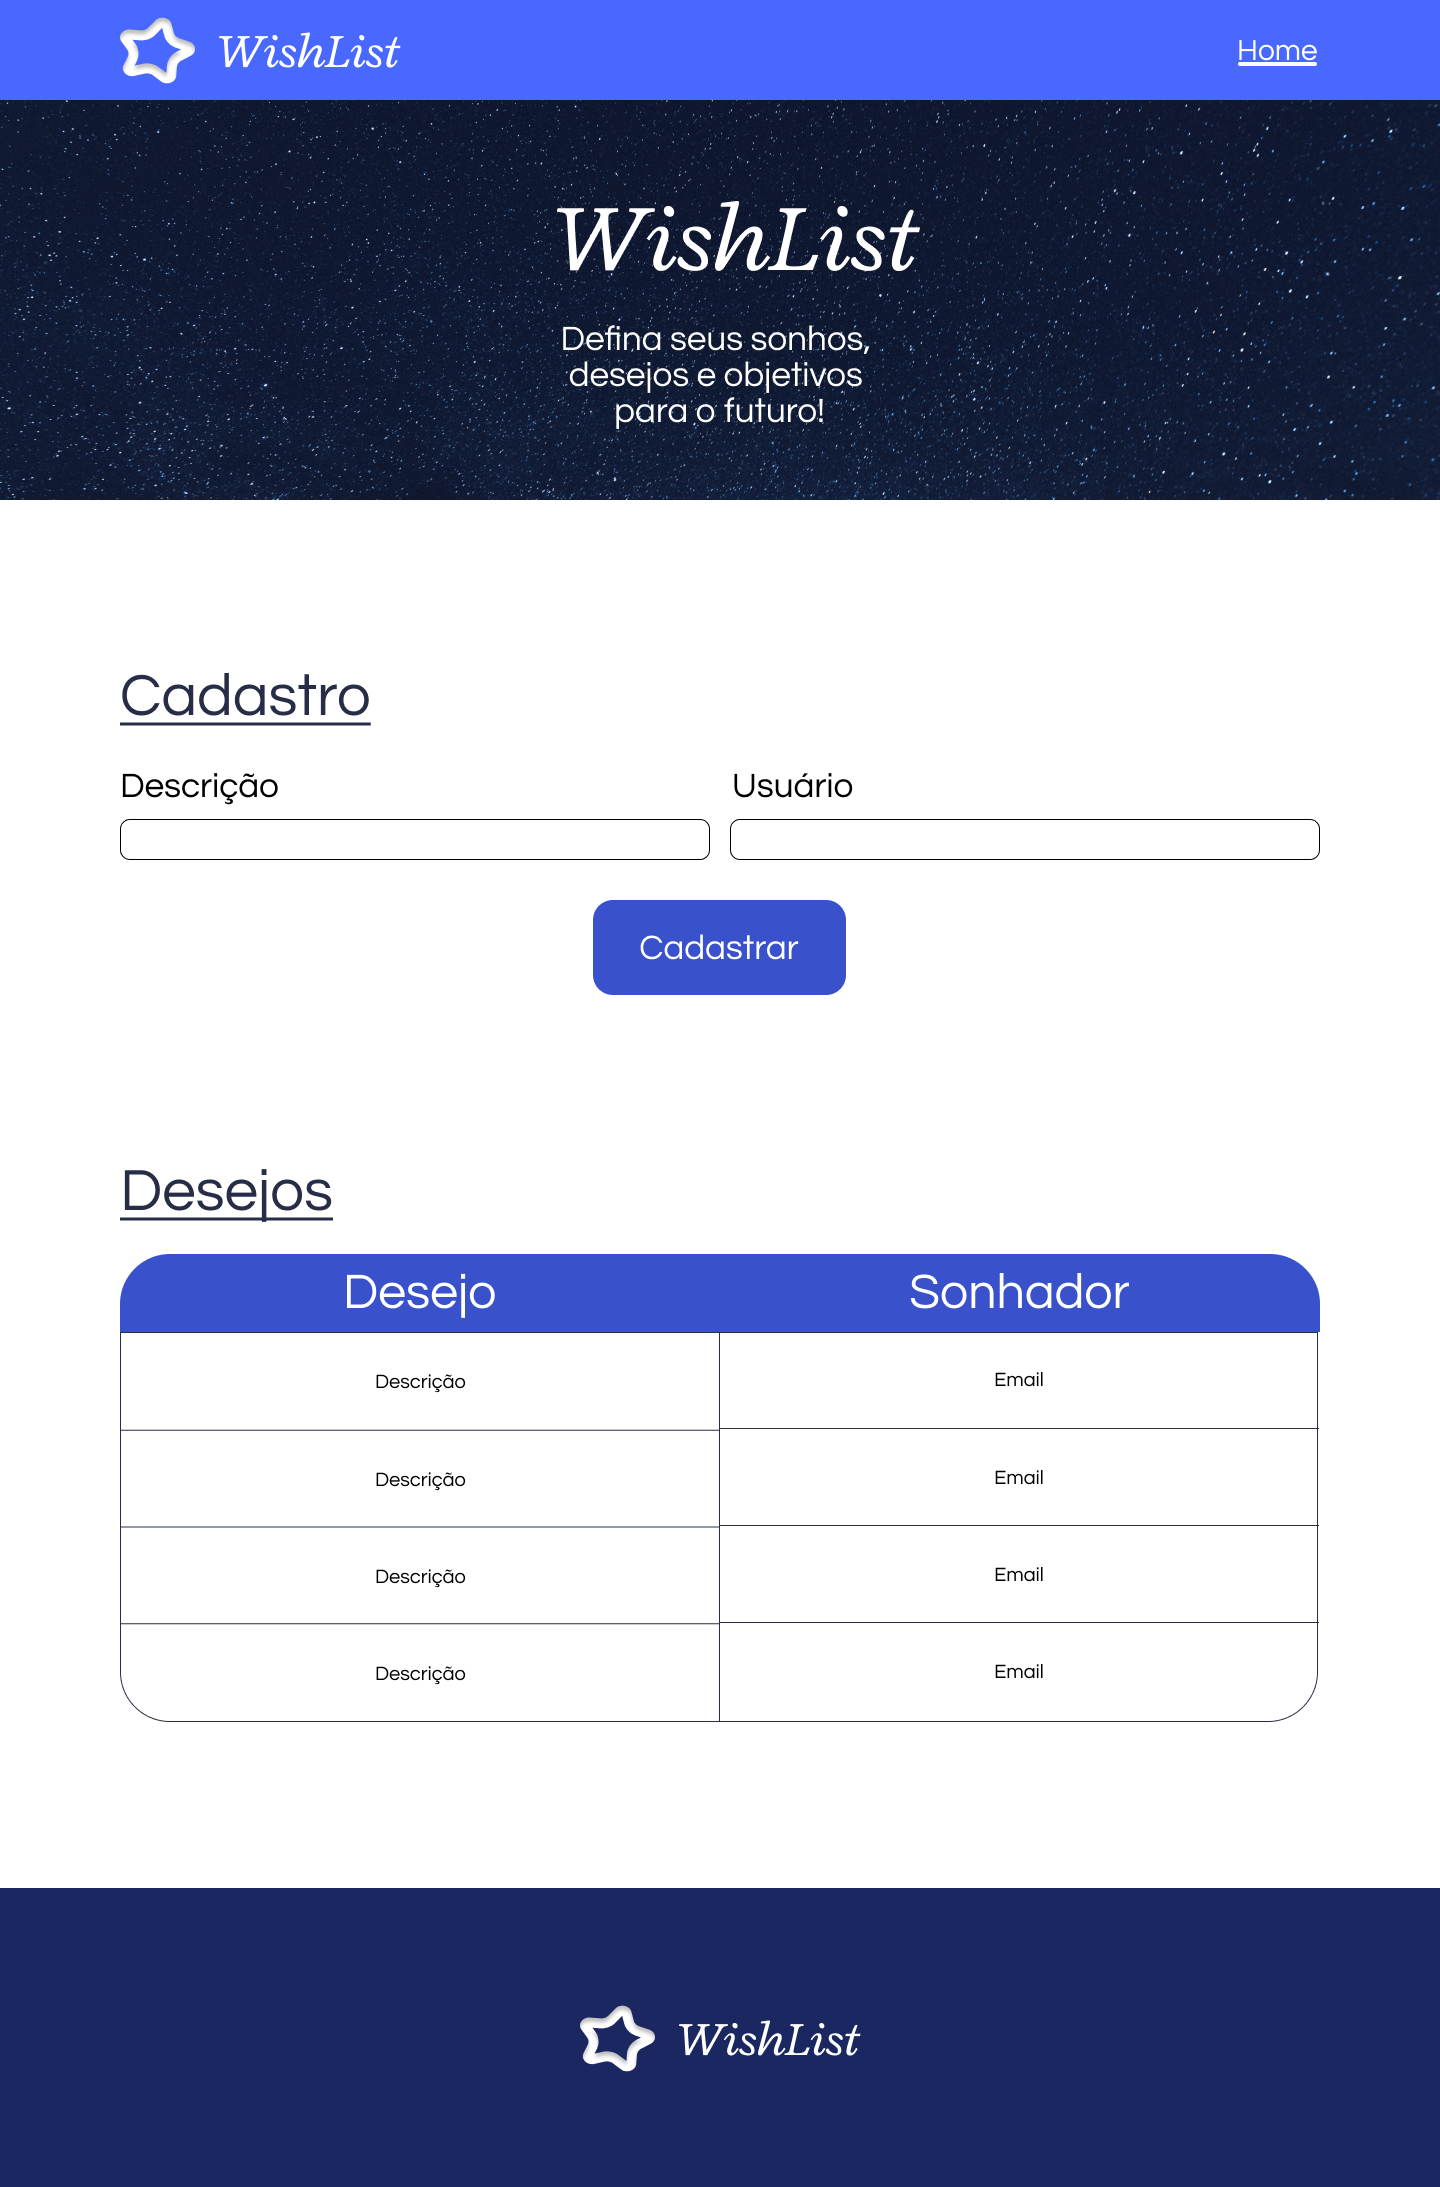 WishList
Home
WishList
Defina seus sonhos,
desejos e objetivos
para o futuro!
Cadastro
Descrição
Usuário
Cadastrar
Desejos
Desejo
Sonhador
Descrição
Email
Descrição
Email
Descrição
Email
Descrição
Email
WishList